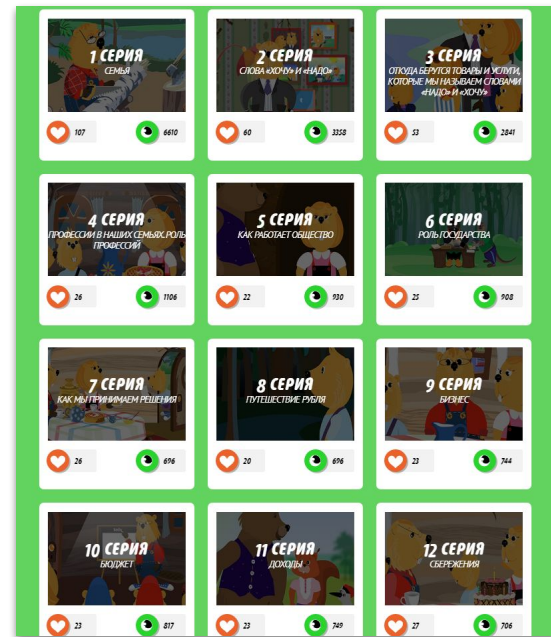 1 СЕРИЯ
СЕМЬЯ
107
6610
2 СЕРИЯ
СЛОВА «ХОЧУ» И «НАДО»
60
3358
3 СЕРИЯ
ОТКУДА БЕРУТСЯ ТОВАРЫ И УСЛУГИ,
КОТОРЫЕ МЫ НАЗЫВАЕМ СЛОВАМИ
«НАДО» И «ХОЧУ»
53
2841
4 СЕРИЯ
ПРОФЕССИИ В НАШИХ СЕМЬЯХ. РОЛЬ
ПРОФЕССИЙ
26
1106
5 СЕРИЯ
КАК РАБОТАЕТ ОБЩЕСТВО
22
930
6 СЕРИЯ
РОЛЬ ГОСУДАРСТВА
25
908
7 СЕРИЯ
КАК МЫ ПРИНИМАЕМ РЕШЕНИЯ
26
696
8 СЕРИЯ
ПУТЕШЕСТВИЕ РУБЛЯ
20
696
9 СЕРИЯ
БИЗНЕС
23
744
10 СЕРИЯ
БЮДЖЕТ
23
817
11 СЕРИЯ
ДОХОДЫ
23
749
12 СЕРИЯ
СБЕРЕЖЕНИЯ
27
706